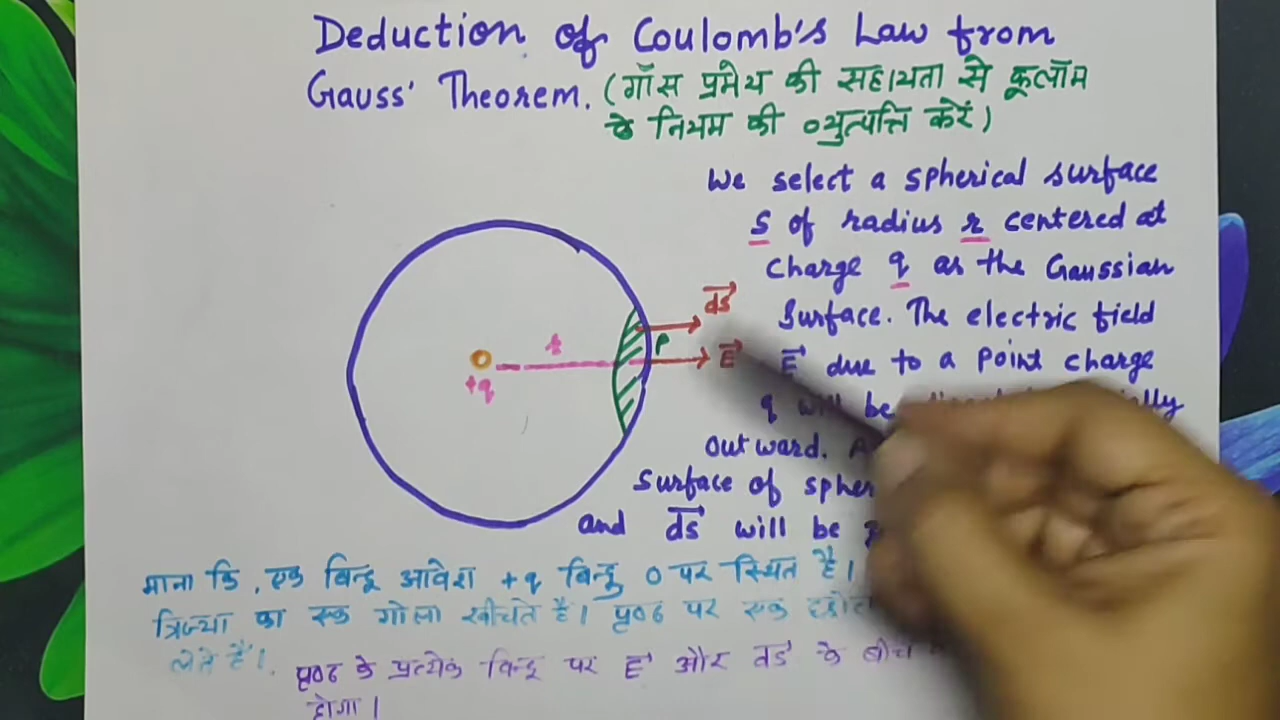 Deduction of Coulomb's Law from
Gauss' Theorem. (गॉस प्रमेय की सहायता से कूलॉम
के नियम की व्युत्पत्ति करें)
We select a spherical surface
S of radius r centered at
charge q as the Gaussian
Surface. The electric field
E⃗ due to a point charge
q will be
outward.
Surface of
and ds⃗ will be
ds⃗
r
P
E⃗
+q
माना कि, एक बिन्दू आवेश +q बिन्दु O पर स्थित है।
त्रिज्या का एक गोला खीचते है। पृष्ठ पर एक
लेते है।
पृष्ठ के प्रत्येक बिन्दू पर E⃗ और ds⃗ के बीच
होगा।